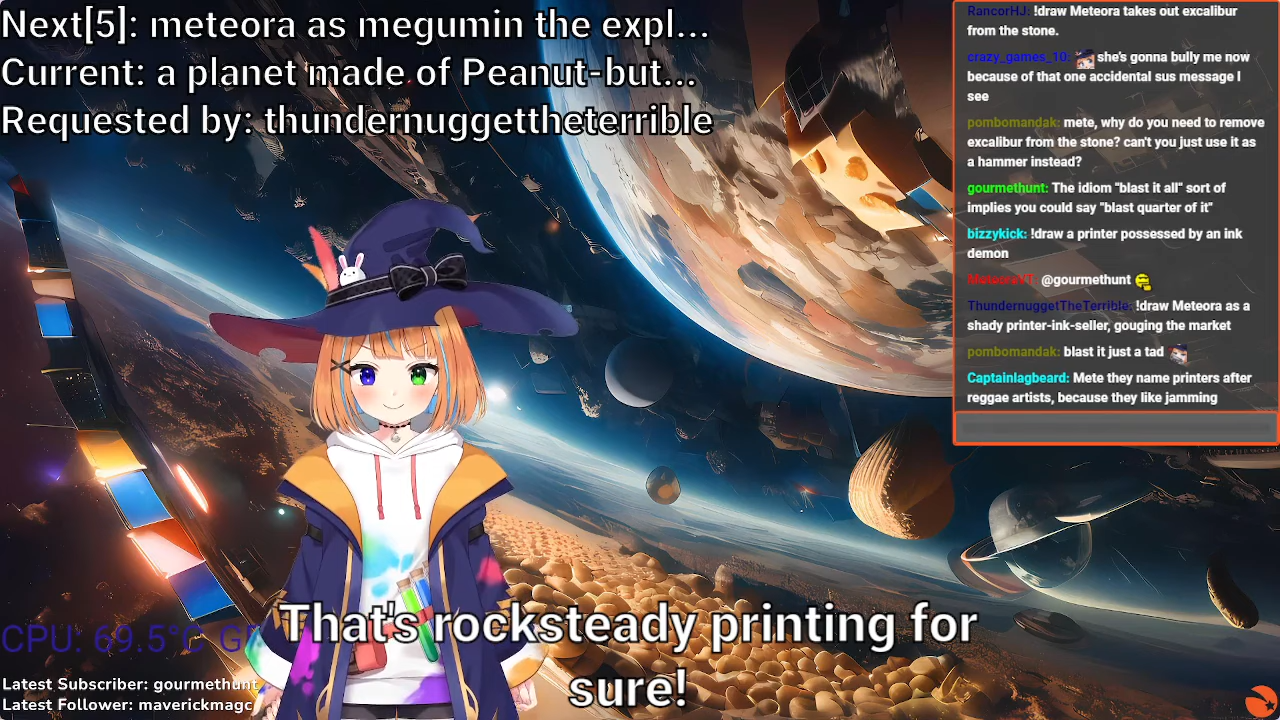 Next[5]: meteora as megumin the expl...
Current: a planet made of Peanut-but...
Requested by: thundernuggettheterrible
RancorHJ: !draw Meteora takes out excalibur
from the stone.
crazy_games_10: she's gonna bully me now
because of that one accidental sus message I
see
pombomandak: mete, why do you need to remove
excalibur from the stone? can't you just use it as
a hammer instead?
gourmethunt: The idiom "blast it all" sort of
implies you could say "blast quarter of it"
bizzykick: !draw a printer possessed by an ink
demon
MeteoraVT: @gourmethunt
ThundernuggetTheTerrible: !draw Meteora as a
shady printer-ink-seller, gouging the market
pombomandak: blast it just a tad
Captainlagbeard: Mete they name printers after
reggae artists, because they like jamming
That's rocksteady printing for
sure!
CPU: 69.5°C G
Latest Subscriber: gourmethunt
Latest Follower: maverickmagc